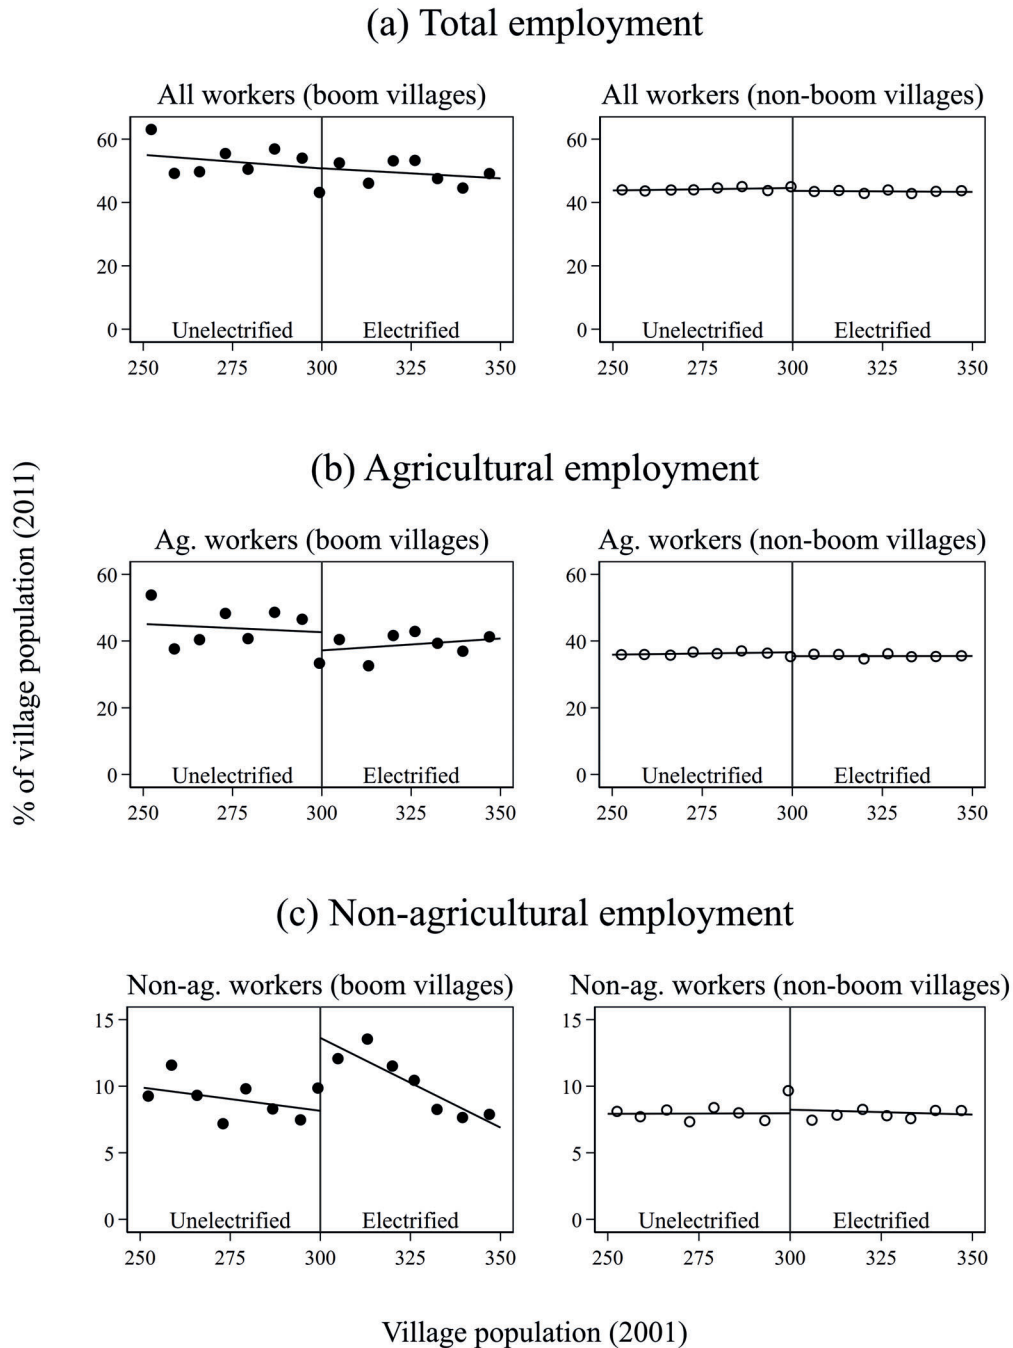 (a) Total employment
All workers (boom villages)
All workers (non-boom villages)
60
40
20
0
Unelectrified
Electrified
250
275
300
325
350
Unelectrified
Electrified
250
275
300
325
350
% of village population (2011)
(b) Agricultural employment
Ag. workers (boom villages)
Ag. workers (non-boom villages)
60
40
20
0
Unelectrified
Electrified
250
275
300
325
350
60
40
20
0
Unelectrified
Electrified
250
275
300
325
350
(c) Non-agricultural employment
Non-ag. workers (boom villages)
Non-ag. workers (non-boom villages)
15
10
5
0
Unelectrified
Electrified
250
275
300
325
350
15
10
5
0
Unelectrified
Electrified
250
275
300
325
350
Village population (2001)